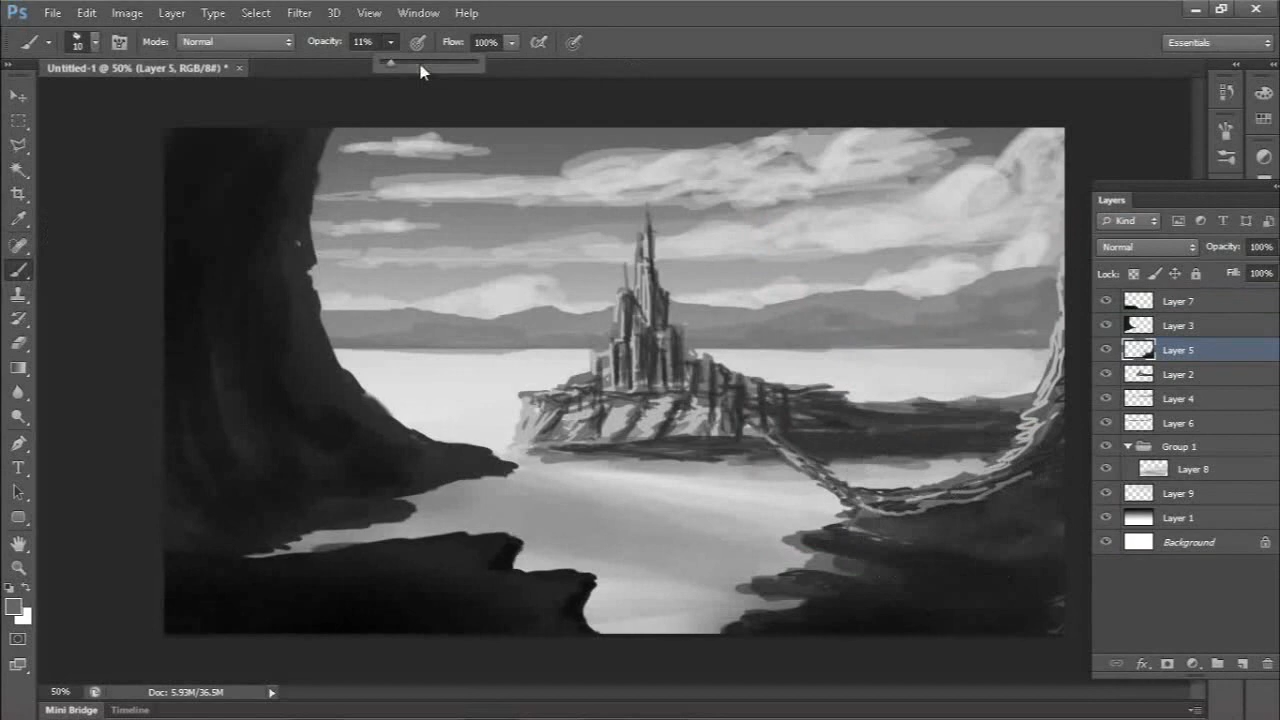 Ps File Edit Image Layer Type Select Filter 3D View Window Help
10 Mode: Normal Opacity: 11% Flow: 100% Essentials
Untitled-1 @ 50% (Layer 5, RGB/8#) * ×
Layers
Kind
Normal Opacity: 100%
Lock: Fill: 100%
Layer 7
Layer 3
Layer 5
Layer 2
Layer 4
Layer 6
Group 1
Layer 8
Layer 9
Layer 1
Background
50% Doc: 5.93M/36.5M
Mini Bridge Timeline